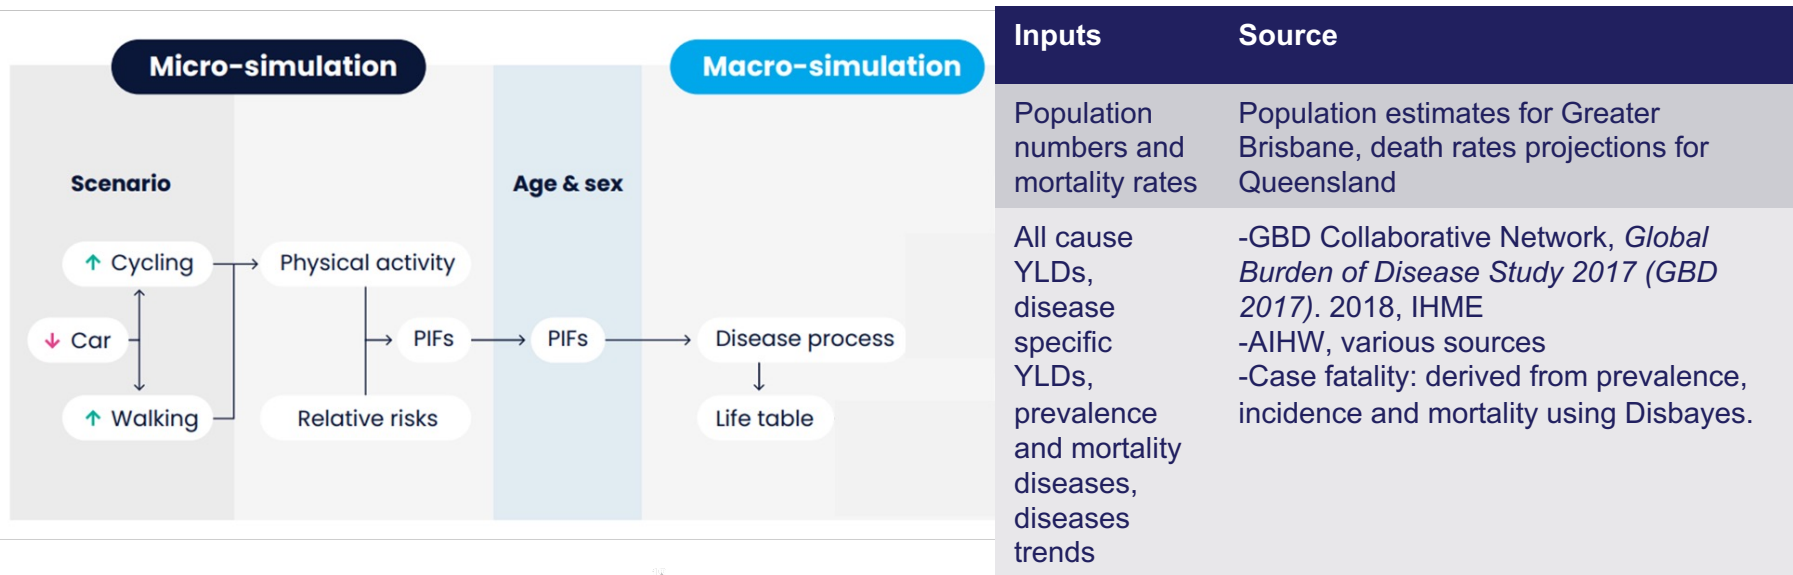 Micro-simulation
Macro-simulation
Scenario
Age & sex
↑ Cycling
Physical activity
↓ Car
PIFs
PIFs
Disease process
↑ Walking
Relative risks
Life table
Inputs
Source
Population
numbers and
mortality rates
Population estimates for Greater
Brisbane, death rates projections for
Queensland
All cause
YLDs,
disease
specific
YLDs,
prevalence
and mortality
diseases,
diseases
trends
-GBD Collaborative Network, Global
Burden of Disease Study 2017 (GBD
2017). 2018, IHME
-AIHW, various sources
-Case fatality: derived from prevalence,
incidence and mortality using Disbayes.